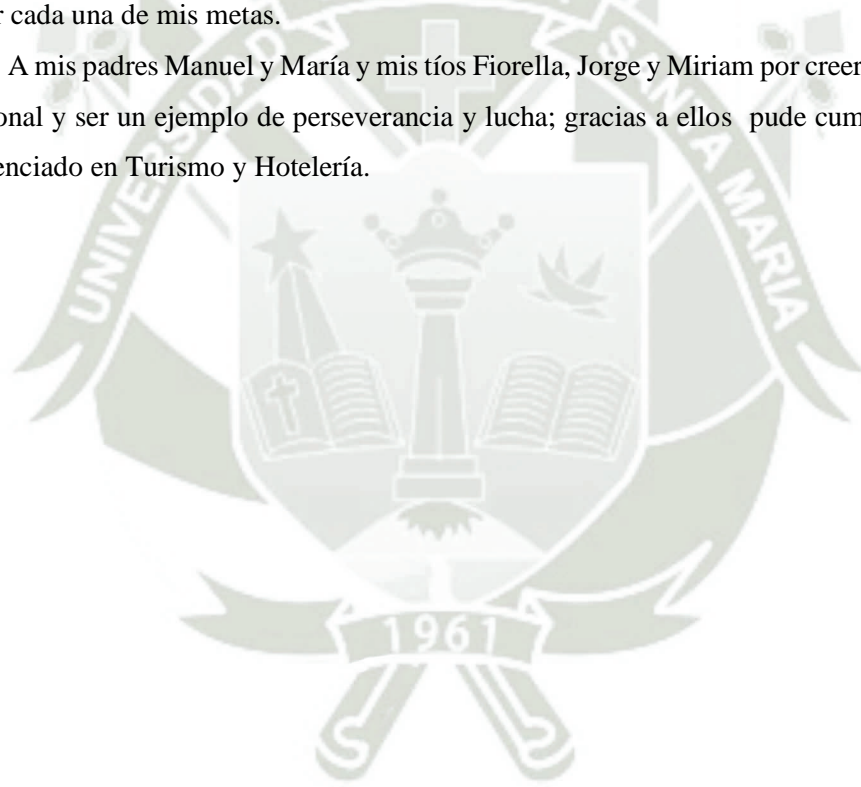 r cada una de mis metas.
A mis padres Manuel y María y mis tíos Fiorella, Jorge y Miriam por creer
onal y ser un ejemplo de perseverancia y lucha; gracias a ellos pude cum
enciado en Turismo y Hotelería.
UNIVERSIDAD
SANTA MARIA
1961